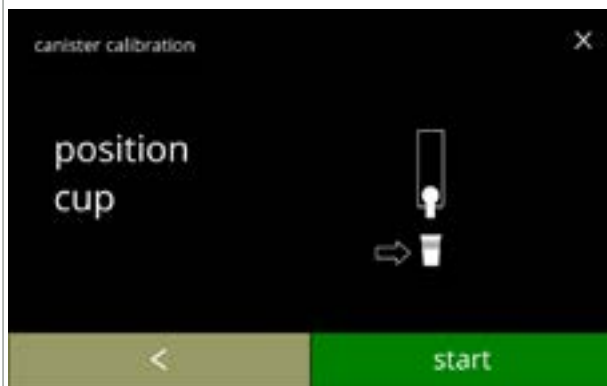 canister calibration
X
position
cup
<
start